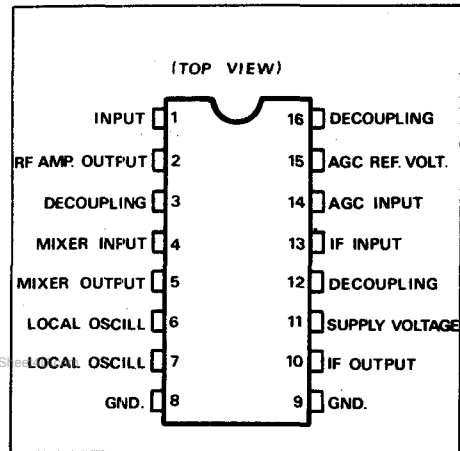 (TOP VIEW)
INPUT 1
RF AMP. OUTPUT 2
DECOUPLING 3
MIXER INPUT 4
MIXER OUTPUT 5
LOCAL OSCILL 6
LOCAL OSCILL 7
GND. 8
16 DECOUPLING
15 AGC REF. VOLT.
14 AGC INPUT
13 IF INPUT
12 DECOUPLING
11 SUPPLY VOLTAGE
10 IF OUTPUT
9 GND.